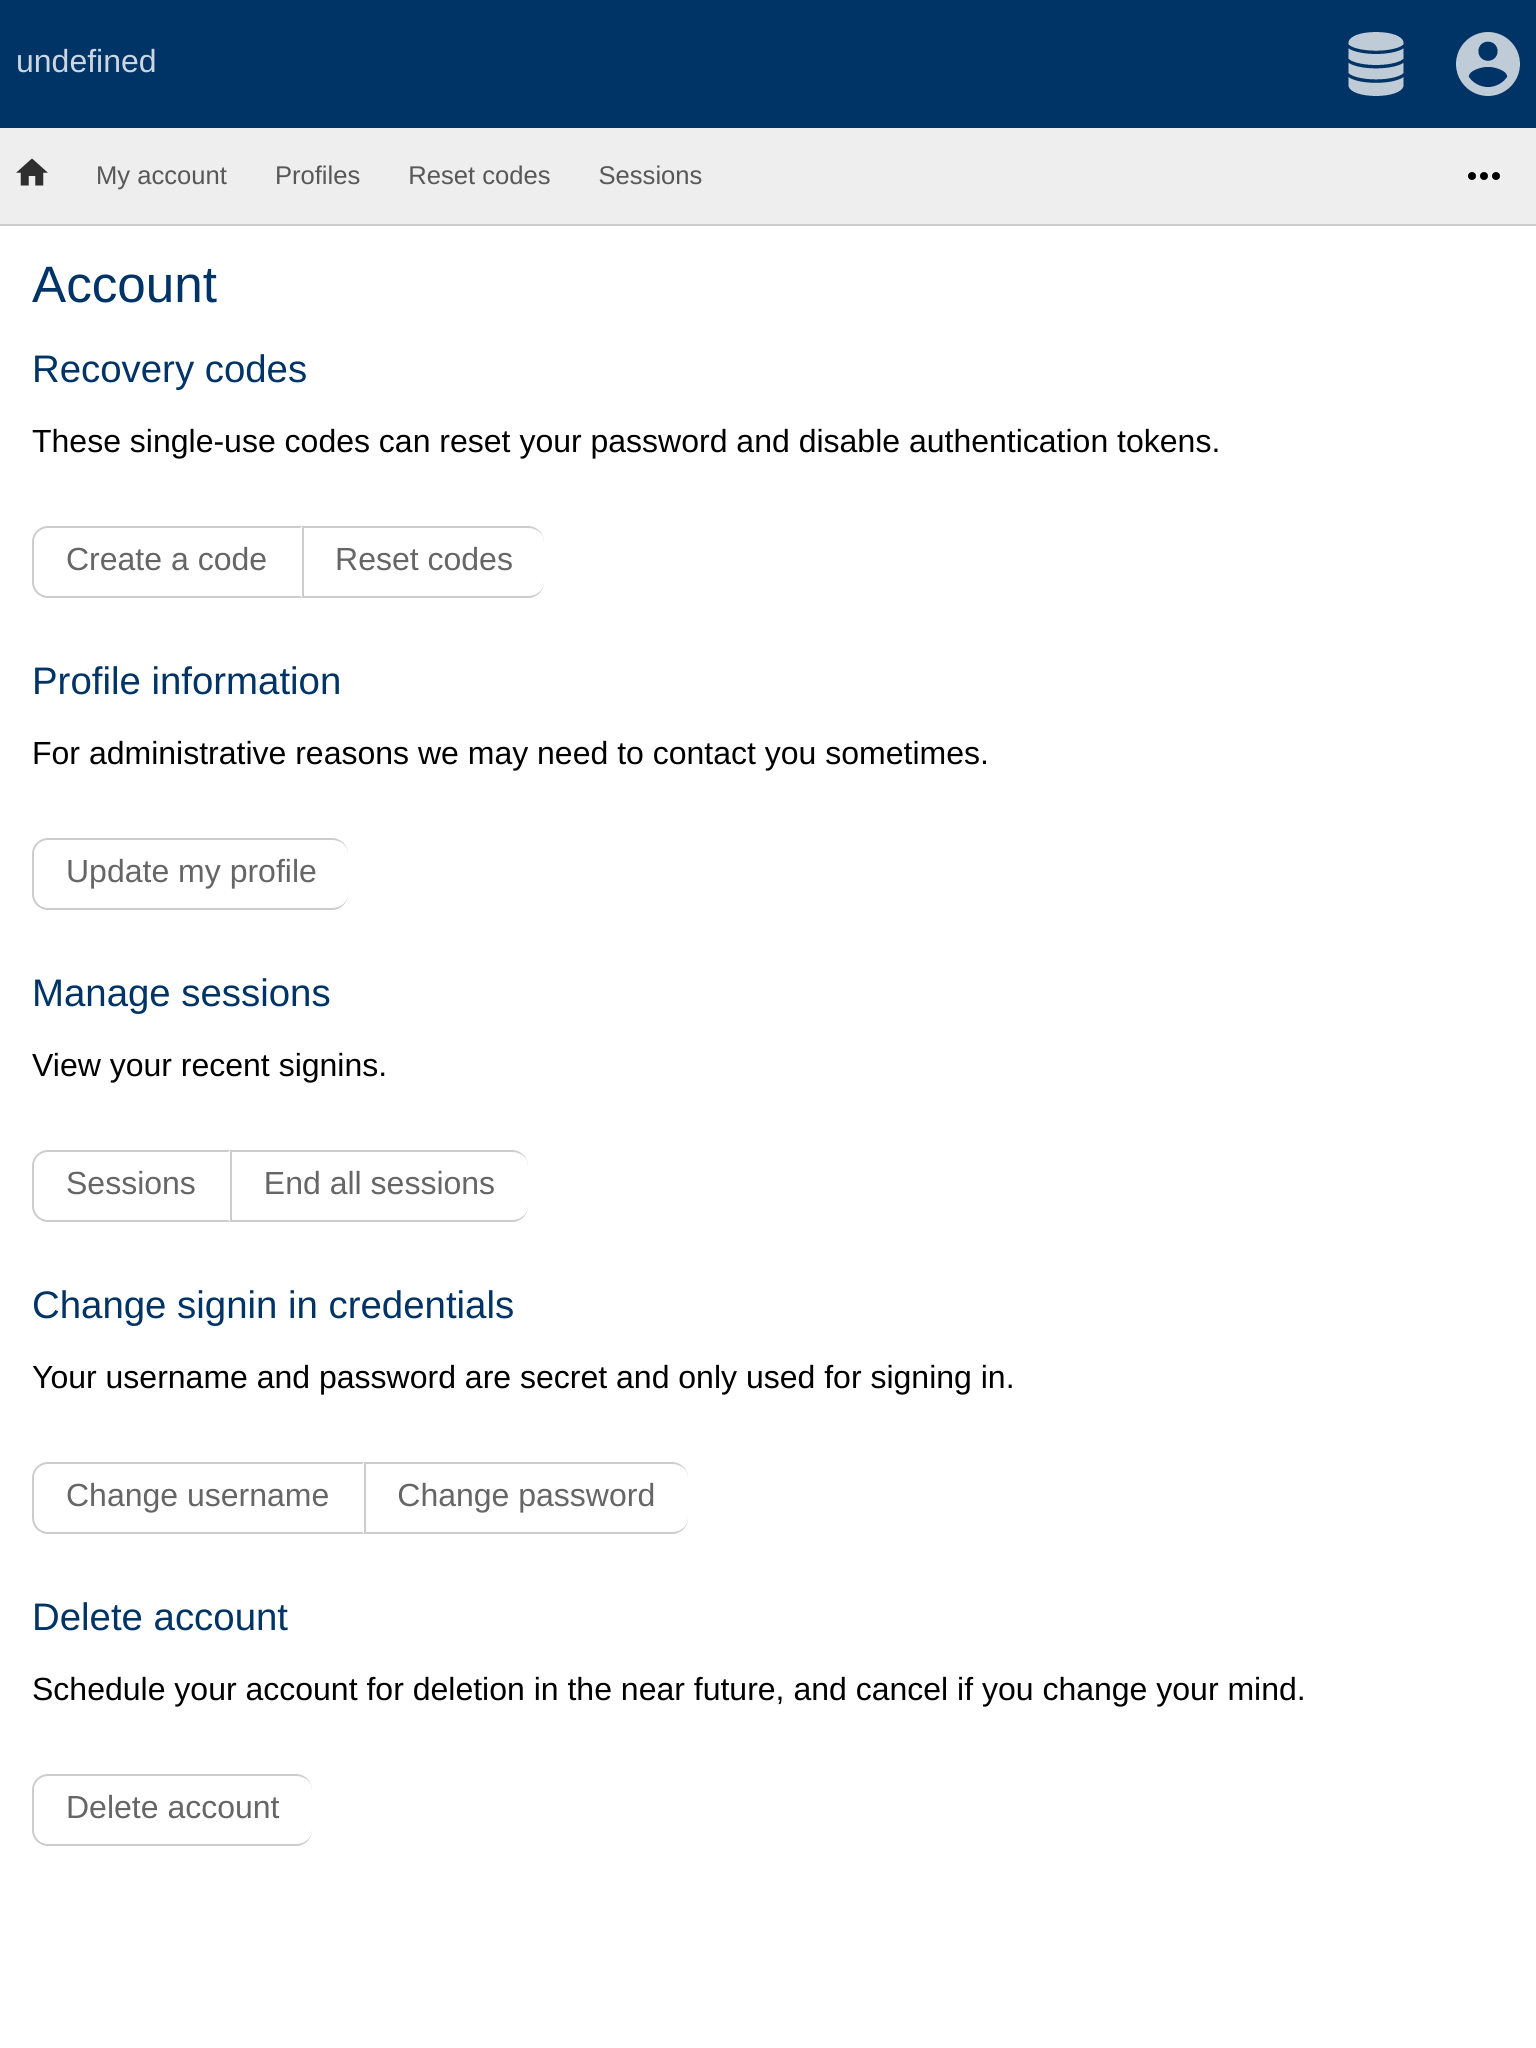 undefined
My account Profiles Reset codes Sessions
Account
Recovery codes
These single-use codes can reset your password and disable authentication tokens.
Create a code Reset codes
Profile information
For administrative reasons we may need to contact you sometimes.
Update my profile
Manage sessions
View your recent signins.
Sessions End all sessions
Change signin in credentials
Your username and password are secret and only used for signing in.
Change username Change password
Delete account
Schedule your account for deletion in the near future, and cancel if you change your mind.
Delete account